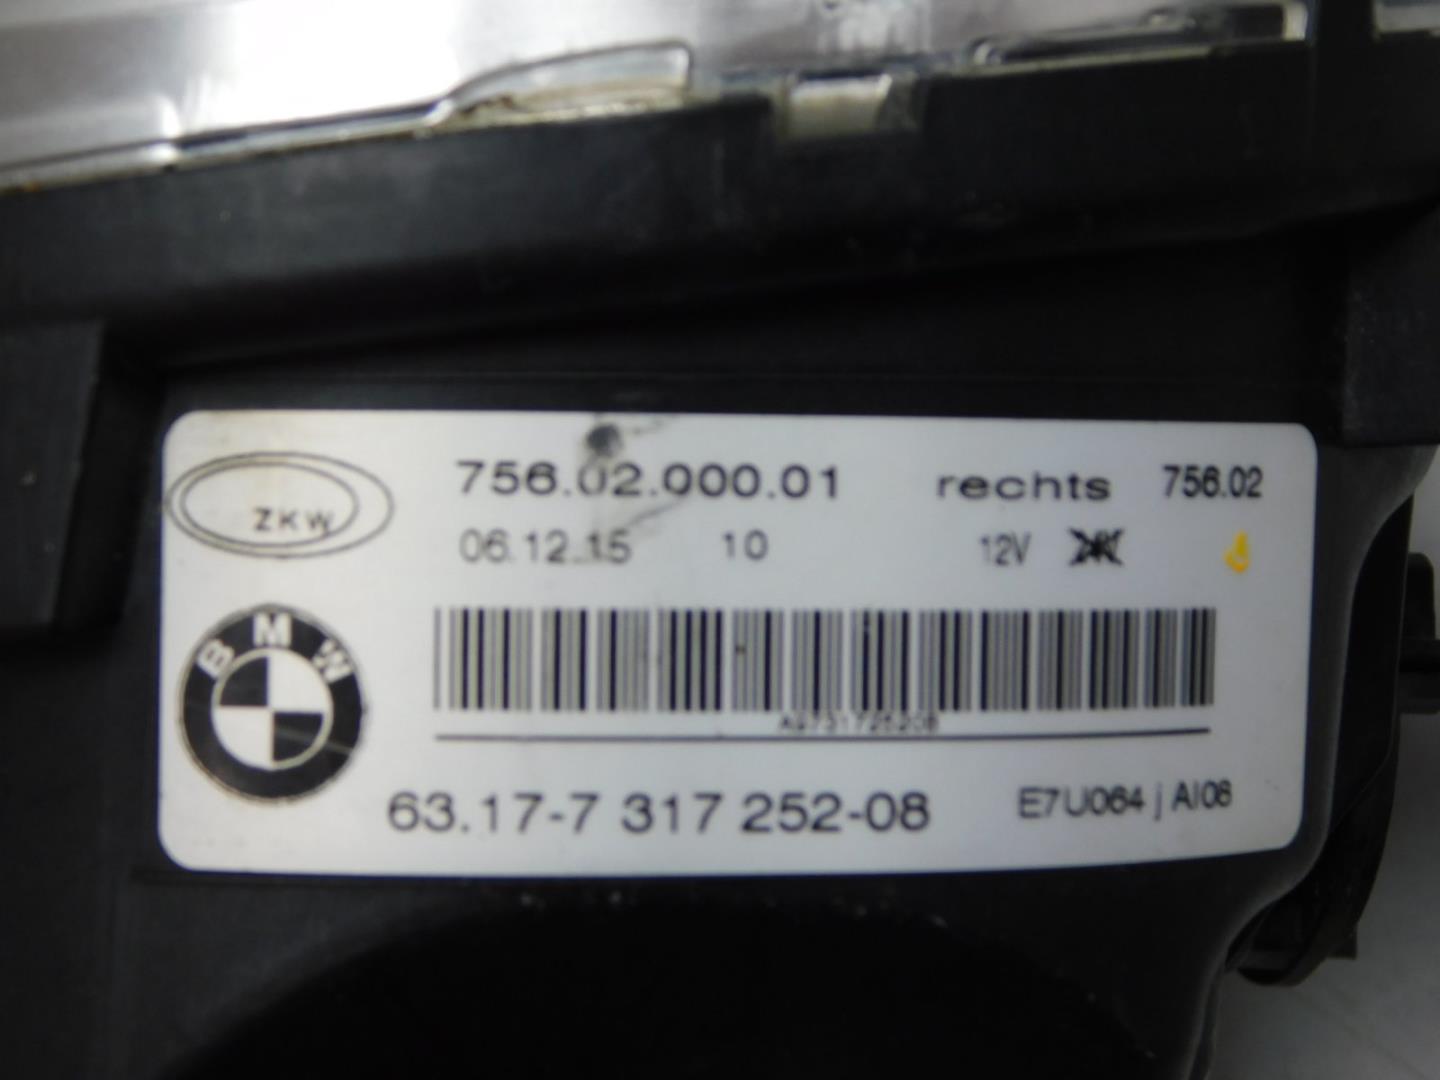 756.02.000.01 rechts 756.02
ZKW
06.12.15 10 12V
BMW
A9731725208
63.17-7 317 252-08 E7U064 j AI08